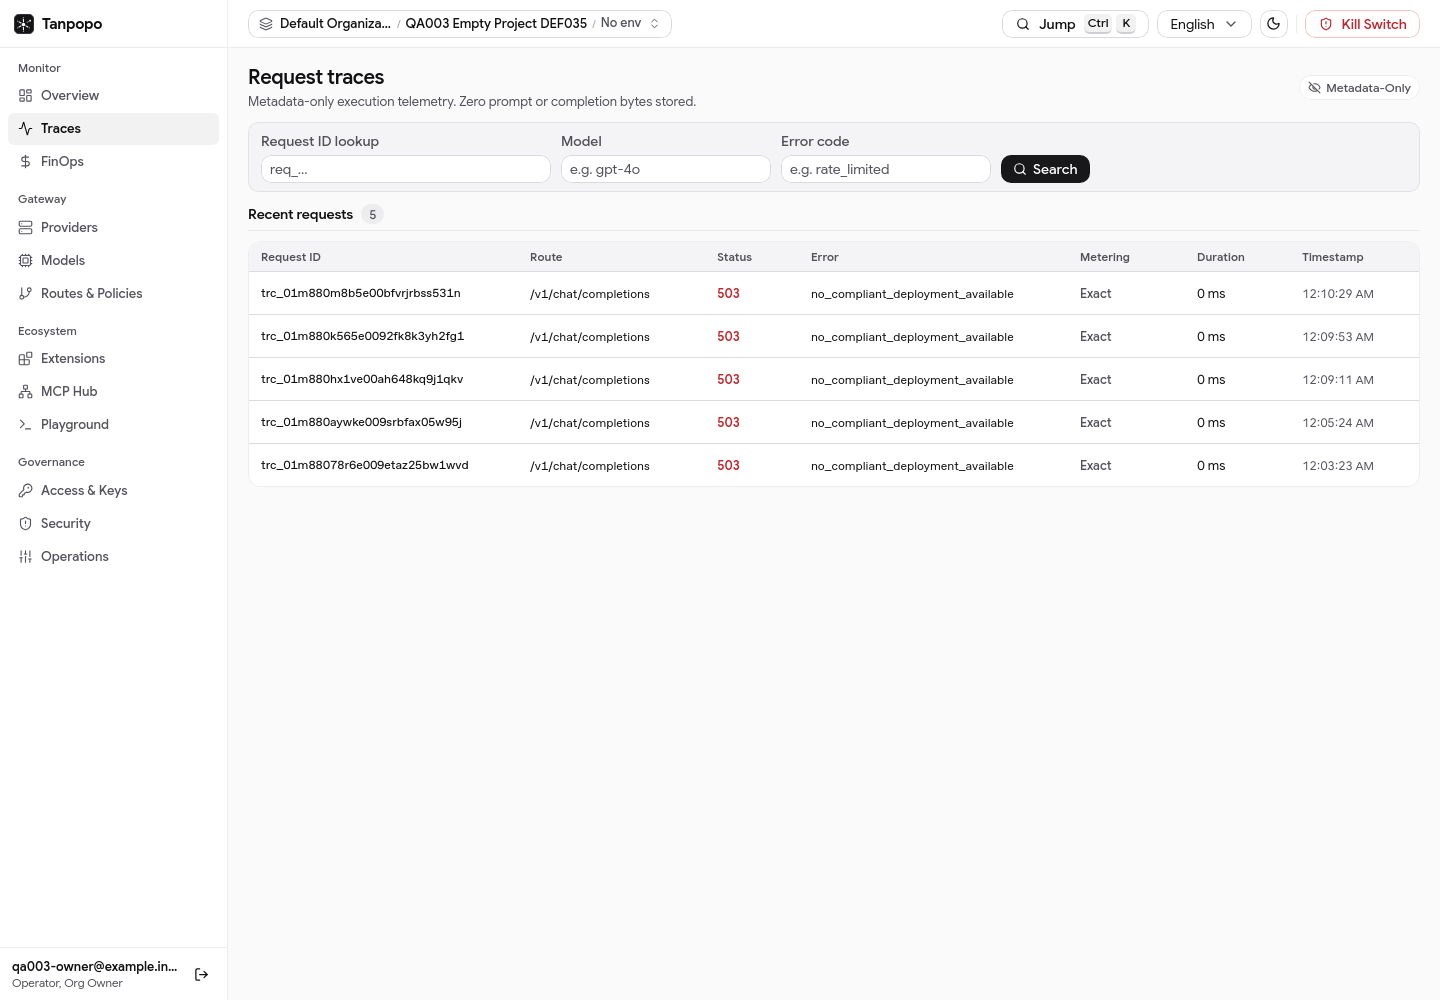 Tanpopo
Default Organiza... / QA003 Empty Project DEF035 / No env
Jump Ctrl K
English
Kill Switch
Monitor
Overview
Traces
FinOps
Gateway
Providers
Models
Routes & Policies
Ecosystem
Extensions
MCP Hub
Playground
Governance
Access & Keys
Security
Operations
qa003-owner@example.in...
Operator, Org Owner
Request traces
Metadata-only execution telemetry. Zero prompt or completion bytes stored.
Metadata-Only
Request ID lookup Model Error code
req_... e.g. gpt-4o e.g. rate_limited Search
Recent requests 5
Request ID Route Status Error Metering Duration Timestamp
trc_01m880m8b5e00bfvrjrbss531n /v1/chat/completions 503 no_compliant_deployment_available Exact 0 ms 12:10:29 AM
trc_01m880k565e0092fk8k3yh2fg1 /v1/chat/completions 503 no_compliant_deployment_available Exact 0 ms 12:09:53 AM
trc_01m880hx1ve00ah648kq9j1qkv /v1/chat/completions 503 no_compliant_deployment_available Exact 0 ms 12:09:11 AM
trc_01m880aywke009srbfax05w95j /v1/chat/completions 503 no_compliant_deployment_available Exact 0 ms 12:05:24 AM
trc_01m88078r6e009etaz25bw1wvd /v1/chat/completions 503 no_compliant_deployment_available Exact 0 ms 12:03:23 AM